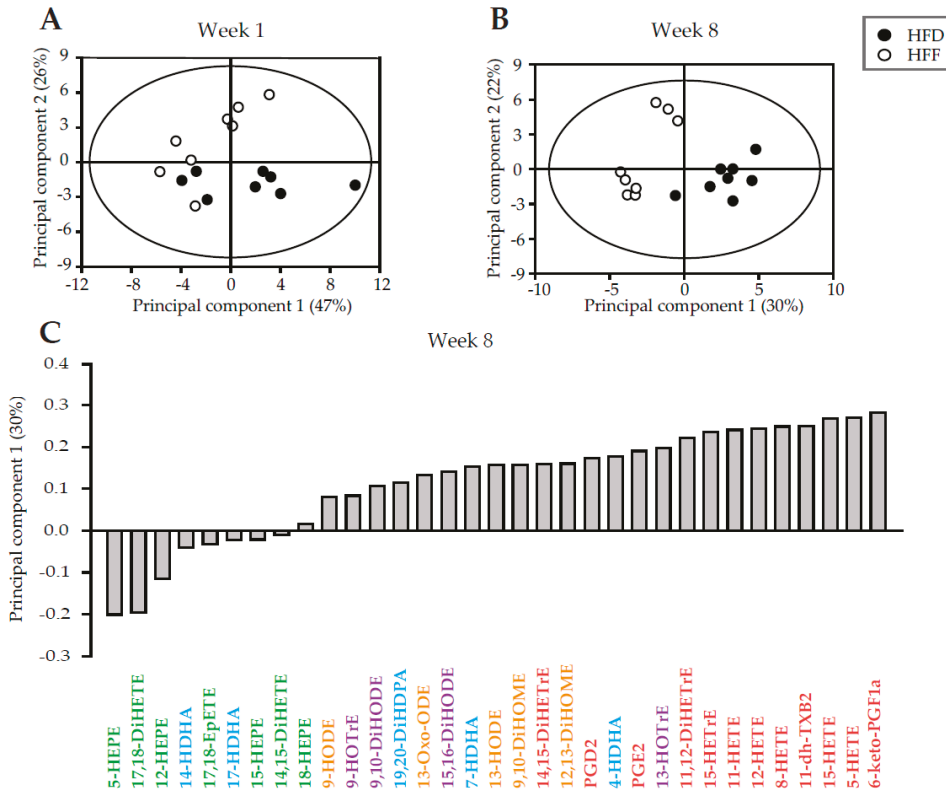 A
Week 1
Principal component 2 (26%)
9
6
3
0
-3
-6
-9
-12
-8
-4
0
4
8
12
Principal component 1 (47%)
B
Week 8
Principal component 2 (22%)
9
6
3
0
-3
-6
-9
-10
-5
0
5
10
Principal component 1 (30%)
HFD
HFF
C
Week 8
Principal component 1 (30%)
0.4
0.3
0.2
0.1
0.0
-0.1
-0.2
-0.3
5-HEPE
17,18-DiHETE
12-HEPE
14-HDHA
17,18-EpETE
17-HDHA
15-HEPE
14,15-DiHETE
18-HEPE
9-HODE
9-HOTrE
9,10-DiHODE
19,20-DiHDPA
13-Oxo-ODE
15,16-DiHODE
7-HDHA
13-HODE
9,10-DiHOME
14,15-DiHETrE
12,13-DiHOME
PGD2
4-HDHA
PGE2
13-HOTrE
11,12-DiHETrE
15-HETrE
11-HETE
12-HETE
8-HETE
11-dh-TXB2
15-HETE
5-HETE
6-keto-PGF1a